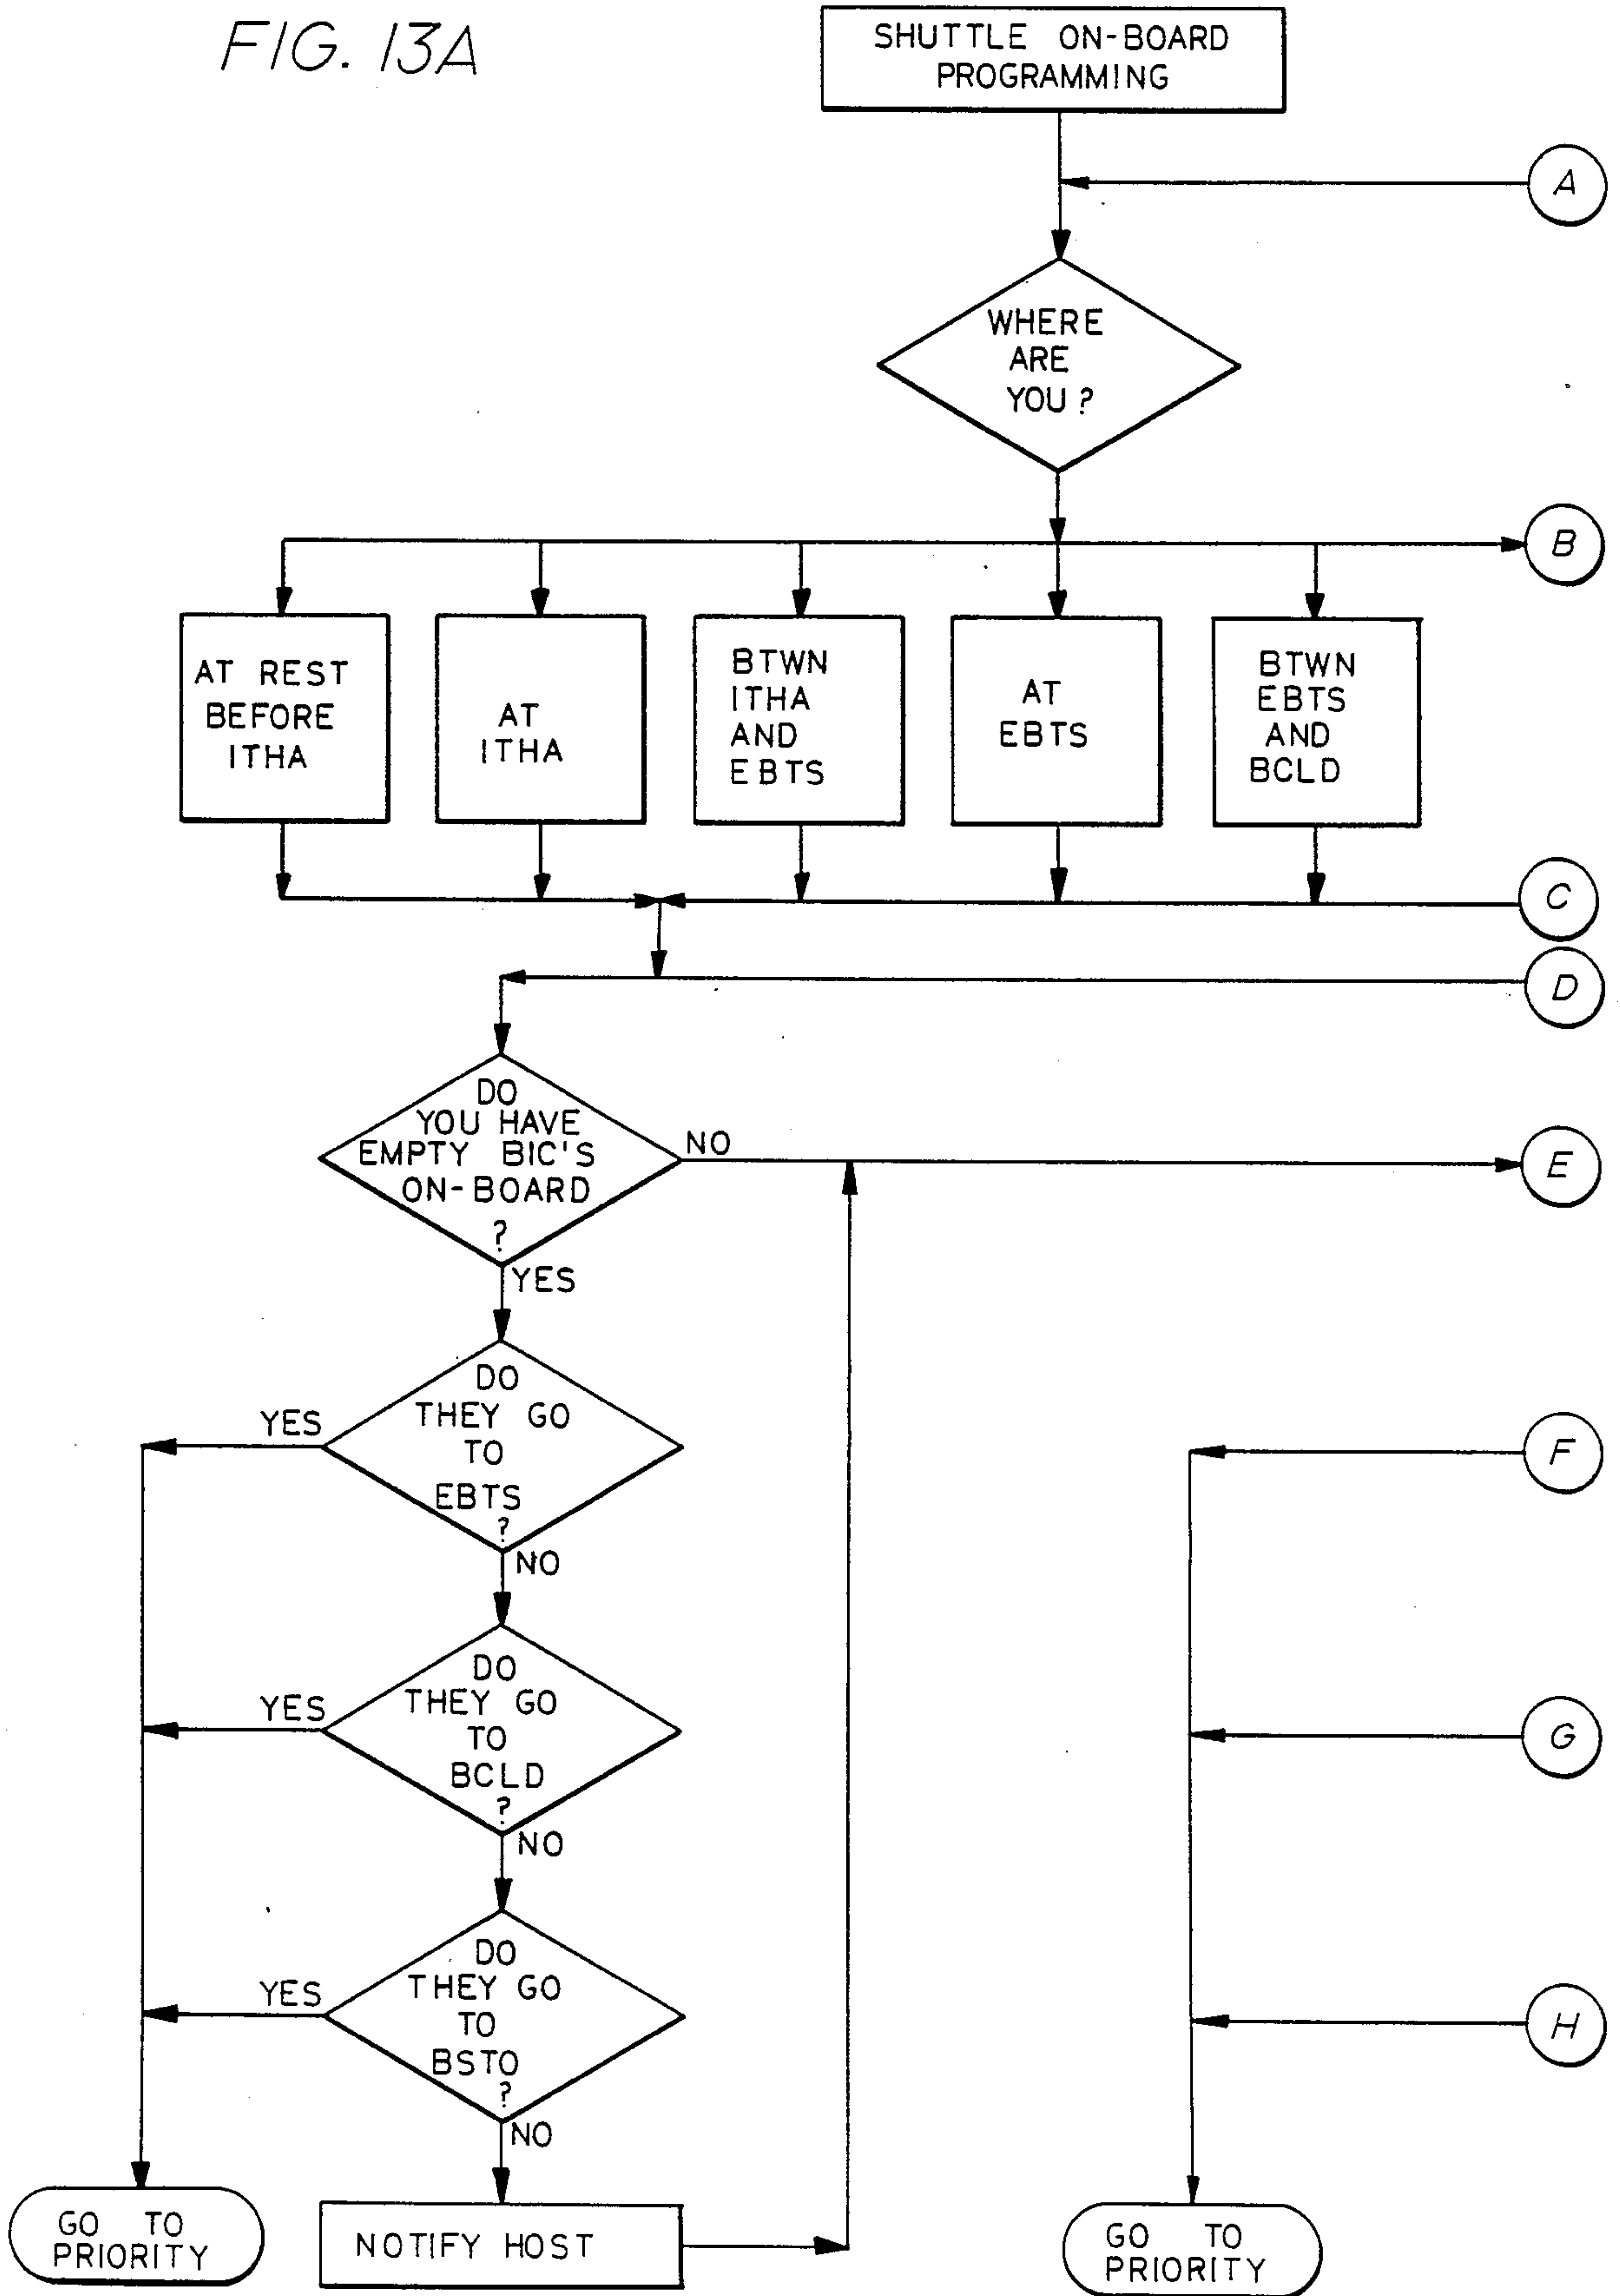 FIG. 13A
SHUTTLE ON-BOARD
PROGRAMMING
A
WHERE
ARE
YOU ?
B
AT REST
BEFORE
ITHA
AT
ITHA
BTWN
ITHA
AND
EBTS
AT
EBTS
BTWN
EBTS
AND
BCLD
C
D
DO
YOU HAVE
EMPTY BIC'S
ON-BOARD
?
NO
E
YES
DO
THEY GO
TO
EBTS
?
YES
F
NO
DO
THEY GO
TO
BCLD
?
YES
G
NO
DO
THEY GO
TO
BSTO
?
YES
H
NO
GO TO
PRIORITY
NOTIFY HOST
GO TO
PRIORITY